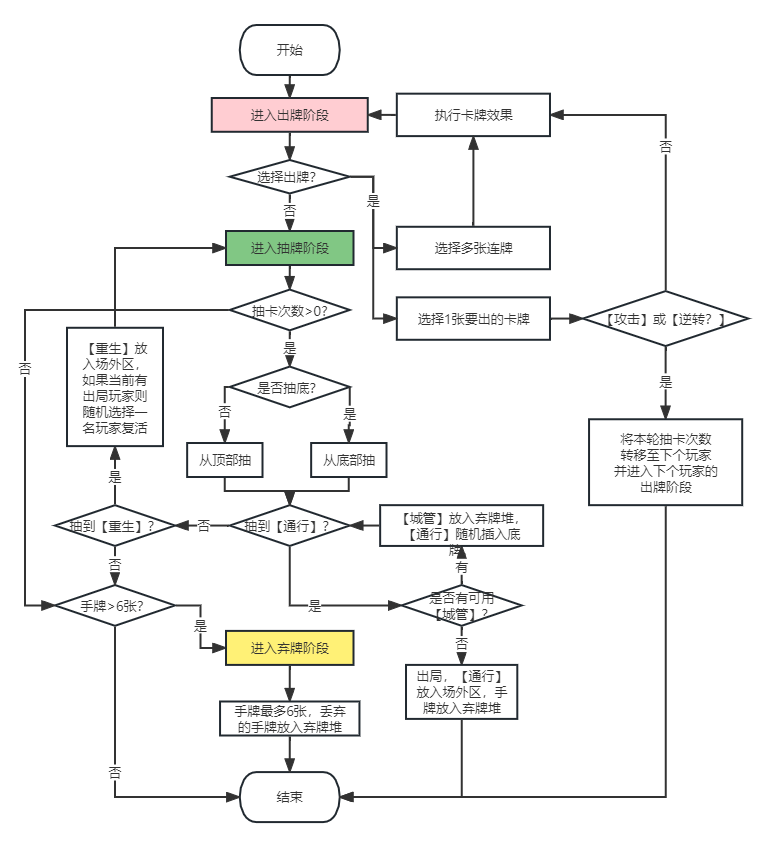 开始
进入出牌阶段
执行卡牌效果
否
选择出牌?
是
否
进入抽牌阶段
选择多张连牌
抽卡次数>0?
选择1张要出的卡牌
【攻击】或【逆转？】
否
【重生】放
入场外区，
如果当前有
出局玩家则
随机选择一
名玩家复活
是
是否抽底?
是
否
是
将本轮抽卡次数
转移至下个玩家
并进入下个玩家的
出牌阶段
从顶部抽
从底部抽
是
抽到【重生】?
否
抽到【通行】?
【城管】放入弃牌堆，
【通行】随机插入底
牌
有
否
手牌>6张?
是
是否有可用
【城管】?
是
否
进入弃牌阶段
出局，【通行】
放入场外区，手
牌放入弃牌堆
手牌最多6张，丢弃
的手牌放入弃牌堆
否
结束